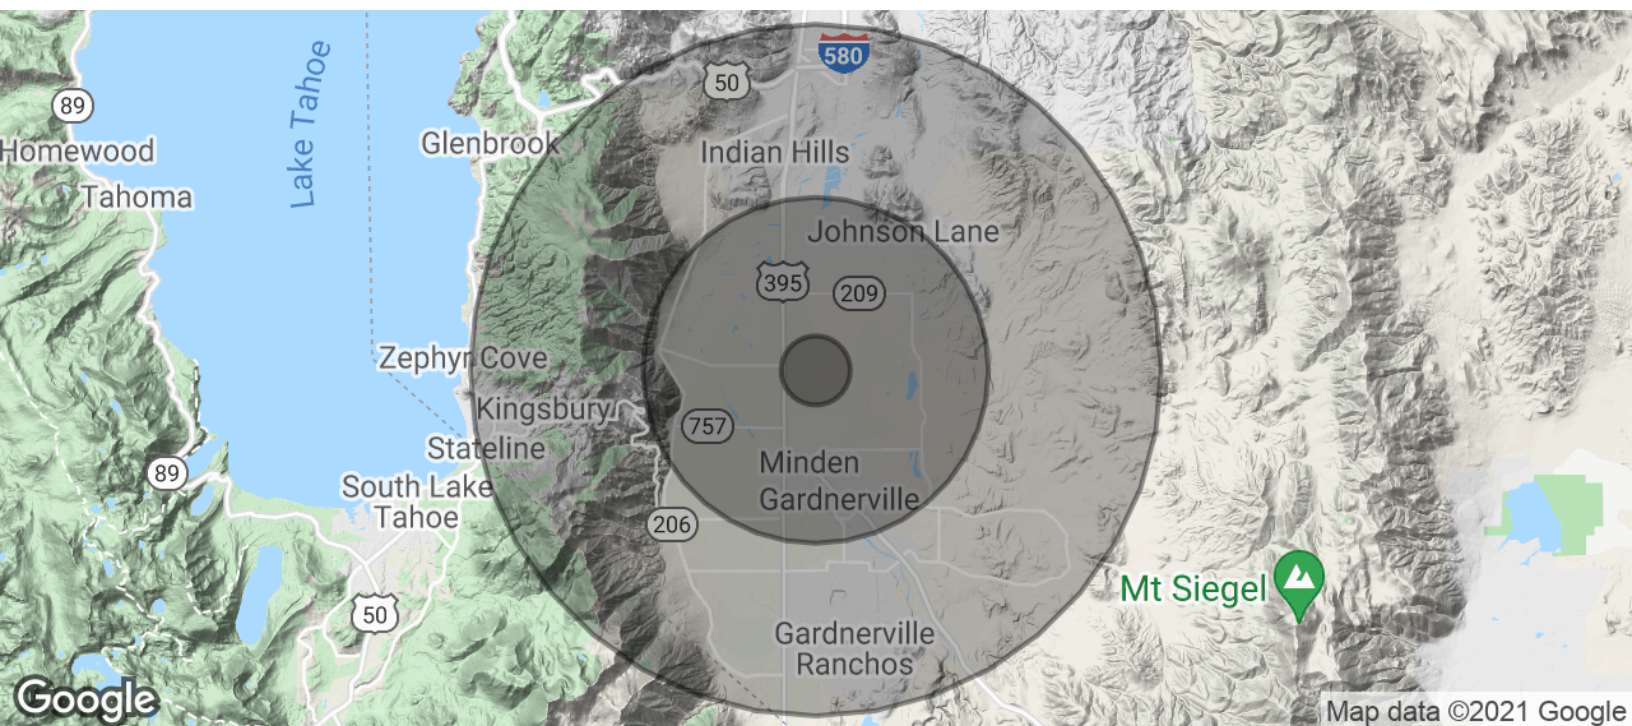 580
50
89
Lake Tahoe
Glenbrook
Homewood
Indian Hills
Tahoma
Johnson Lane
395
209
Zephyr Cove
Kingsbury
757
Stateline
Minden
89
South Lake
Tahoe
Gardnerville
206
Mt Siegel
50
Gardnerville
Ranchos
Google
Map data ©2021 Google